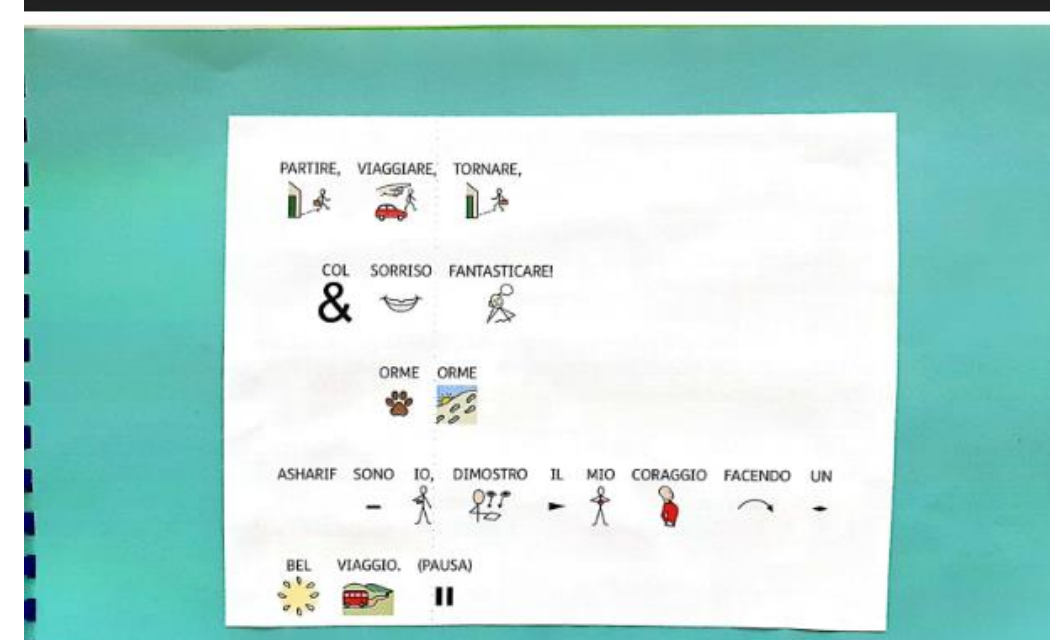 PARTIRE, VIAGGIARE, TORNARE,
COL SORRISO FANTASTICARE!
&
ORME ORME
ASHARIF SONO IO, DIMOSTRO IL MIO CORAGGIO FACENDO UN
BEL VIAGGIO. (PAUSA)